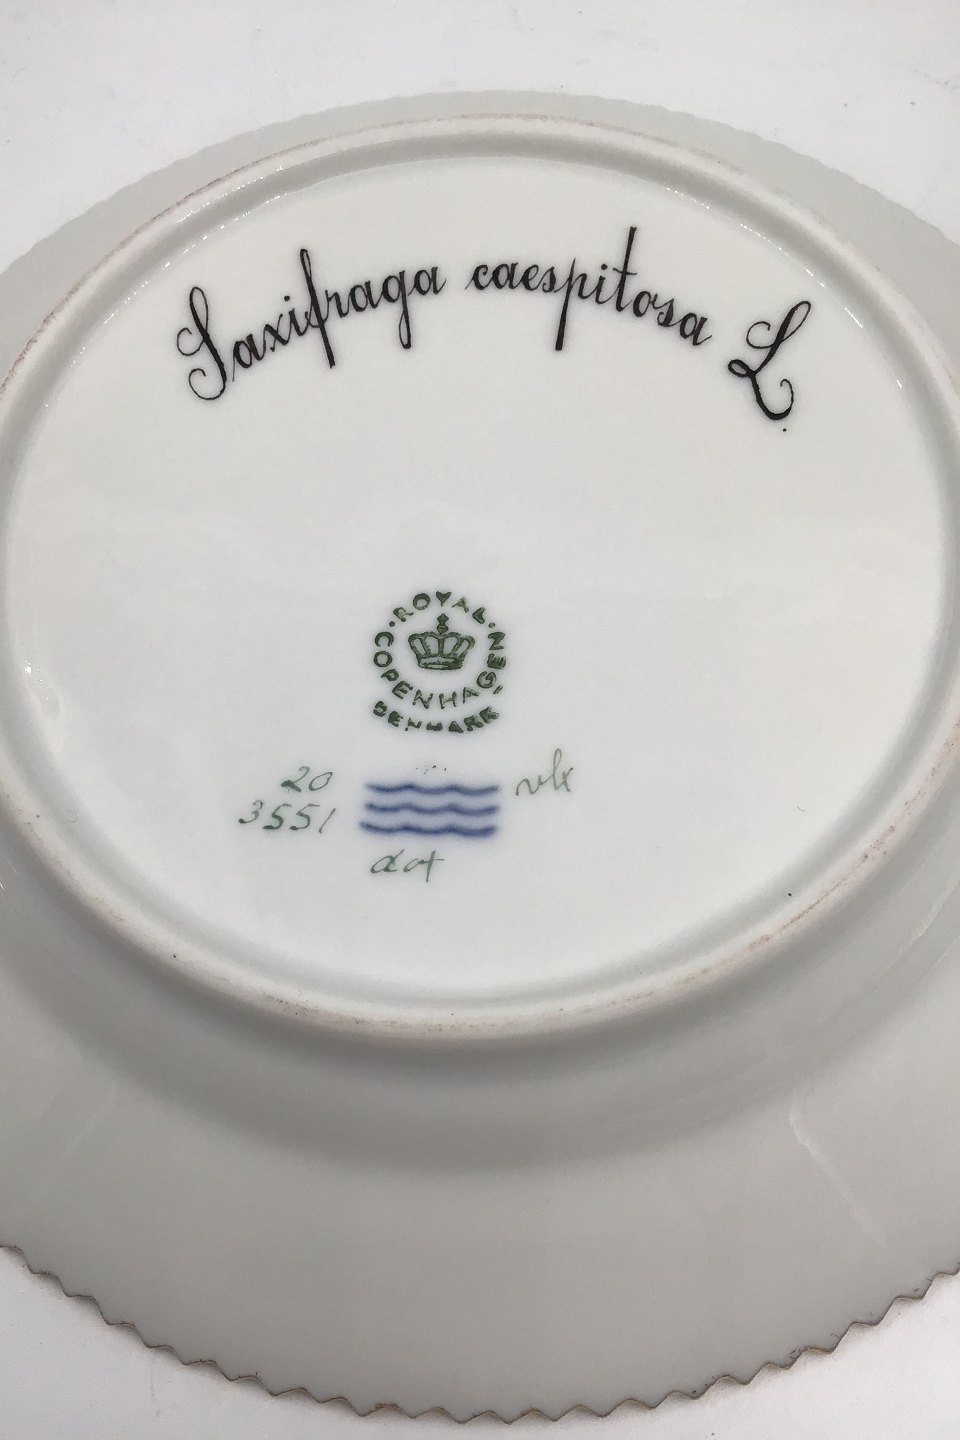 Saxifraga caespitosa L.
ROYAL
COPENHAGEN
DENMARK
20
3551